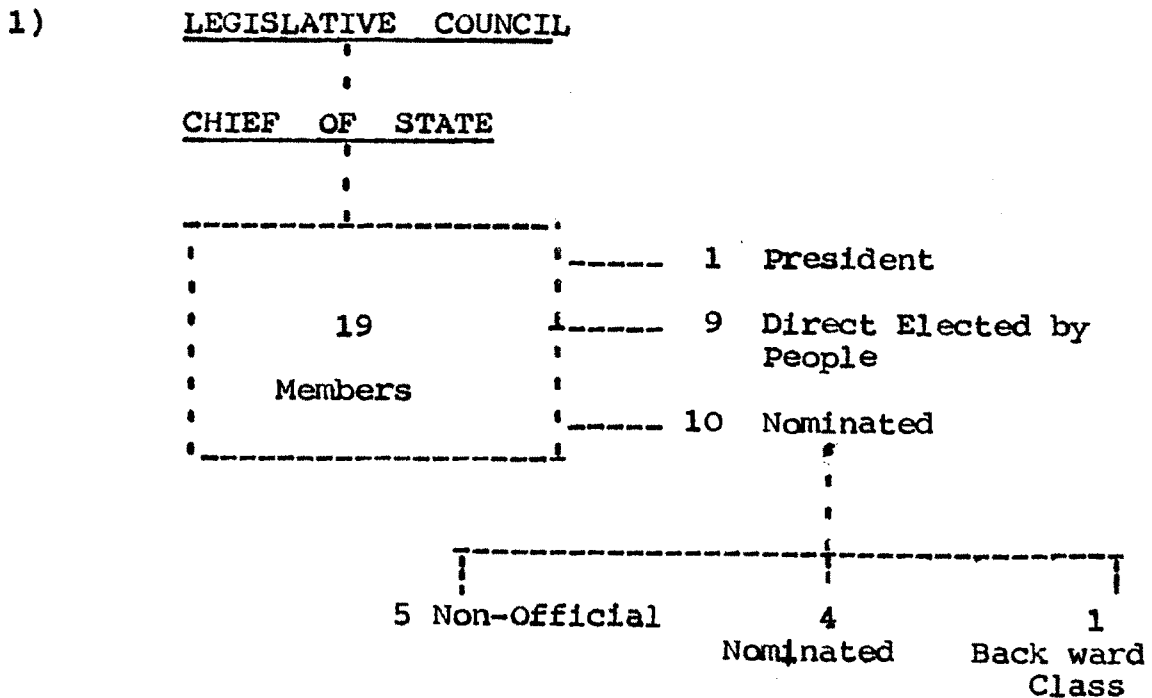 1) LEGISLATIVE COUNCIL
CHIEF OF STATE
1 President
19
9 Direct Elected by
People
Members
10 Nominated
5 Non-Official
4
Nominated
1
Back ward
Class